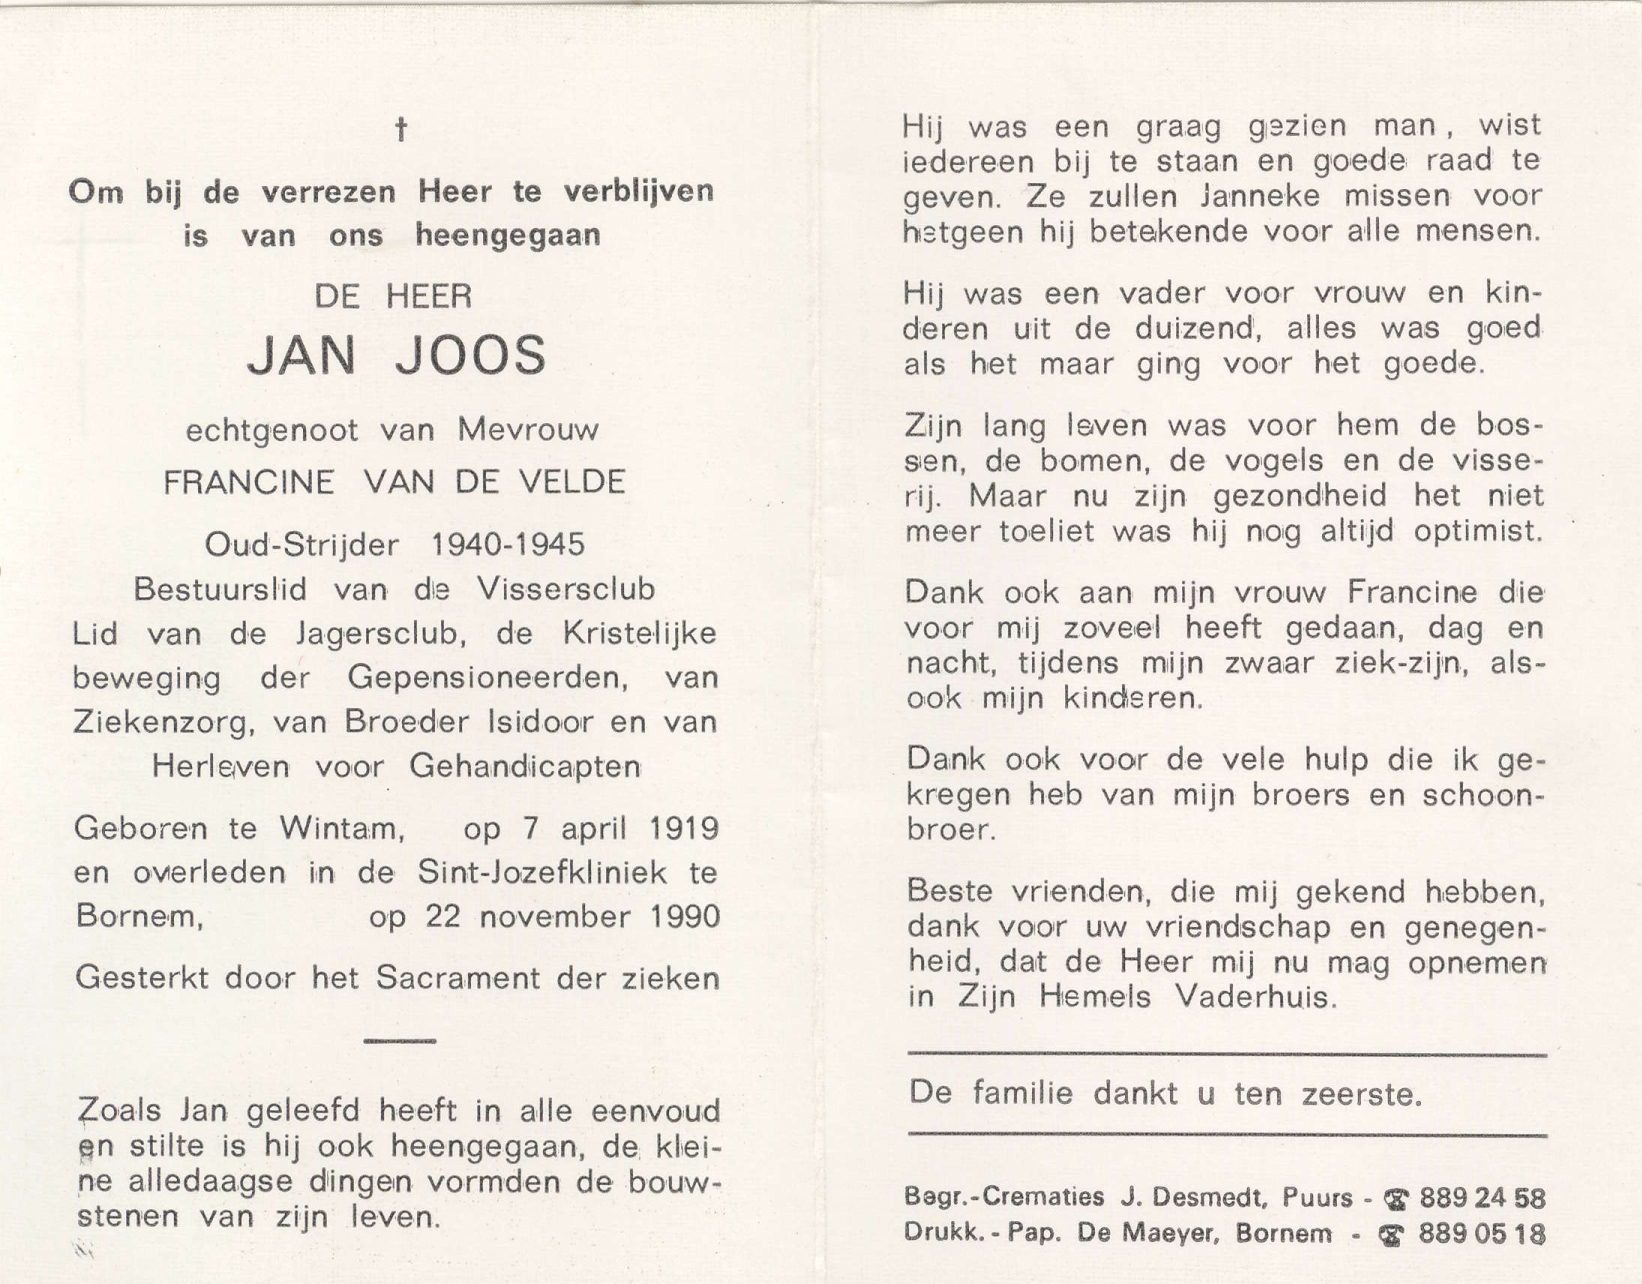 †
Om bij de verrezen Heer te verblijven
is van ons heengegaan
DE HEER
JAN JOOS
echtgenoot van Mevrouw
FRANCINE VAN DE VELDE
Oud-Strijder 1940-1945
Bestuurslid van de Vissersclub
Lid van de Jagersclub, de Kristelijke
beweging der Gepensioneerden, van
Ziekenzorg, van Broeder Isidoor en van
Herleven voor Gehandicapten
Geboren te Wintam, op 7 april 1919
en overleden in de Sint-Jozefkliniek te
Bornem, op 22 november 1990
Gesterkt door het Sacrament der zieken
Zoals Jan geleefd heeft in alle eenvoud
en stilte is hij ook heengegaan, de klei-
ne alledaagse dingen vormden de bouw-
stenen van zijn leven.
Hij was een graag gezien man, wist
iedereen bij te staan en goede raad te
geven. Ze zullen Janneke missen voor
hetgeen hij betekende voor alle mensen.
Hij was een vader voor vrouw en kin-
deren uit de duizend, alles was goed
als het maar ging voor het goede.
Zijn lang leven was voor hem de bos-
sen, de bomen, de vogels en de visse-
rij. Maar nu zijn gezondheid het niet
meer toeliet was hij nog altijd optimist.
Dank ook aan mijn vrouw Francine die
voor mij zoveel heeft gedaan, dag en
nacht, tijdens mijn zwaar ziek-zijn, als-
ook mijn kinderen.
Dank ook voor de vele hulp die ik ge-
kregen heb van mijn broers en schoon-
broer.
Beste vrienden, die mij gekend hebben,
dank voor uw vriendschap en genegen-
heid, dat de Heer mij nu mag opnemen
in Zijn Hemels Vaderhuis.
De familie dankt u ten zeerste.
Begr.-Crematies J. Desmedt, Puurs - ☎ 889 24 58
Drukk. - Pap. De Maeyer, Bornem - ☎ 889 05 18